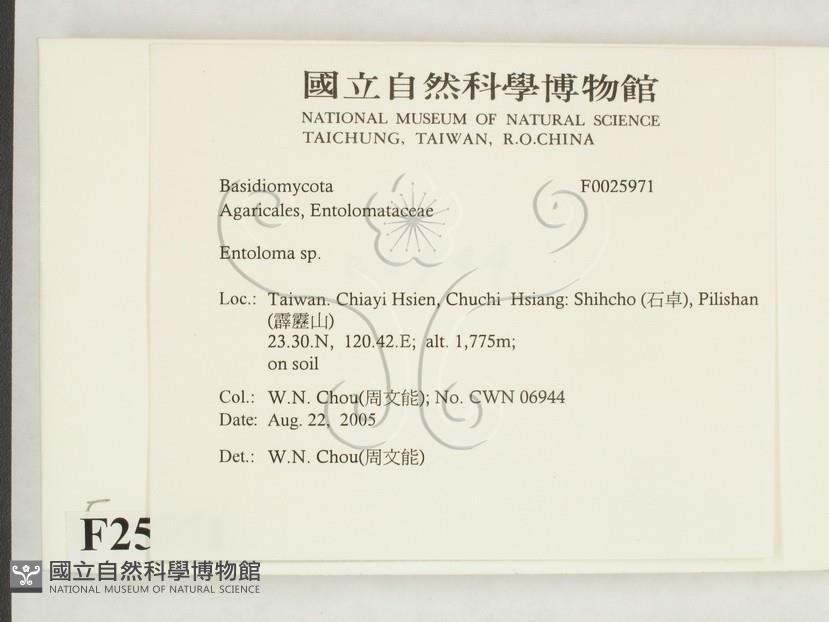 國立自然科學博物館
NATIONAL MUSEUM OF NATURAL SCIENCE
TAICHUNG, TAIWAN, R.O.CHINA
Basidiomycota F0025971
Agaricales, Entolomataceae
Entoloma sp.
Loc.: Taiwan. Chiayi Hsien, Chuchi Hsiang: Shihcho (石卓), Pilishan
(霹靂山)
23.30.N, 120.42.E; alt. 1,775m;
on soil
Col.: W.N. Chou(周文能); No. CWN 06944
Date: Aug. 22, 2005
Det.: W.N. Chou(周文能)
F25
國立自然科學博物館
NATIONAL MUSEUM OF NATURAL SCIENCE